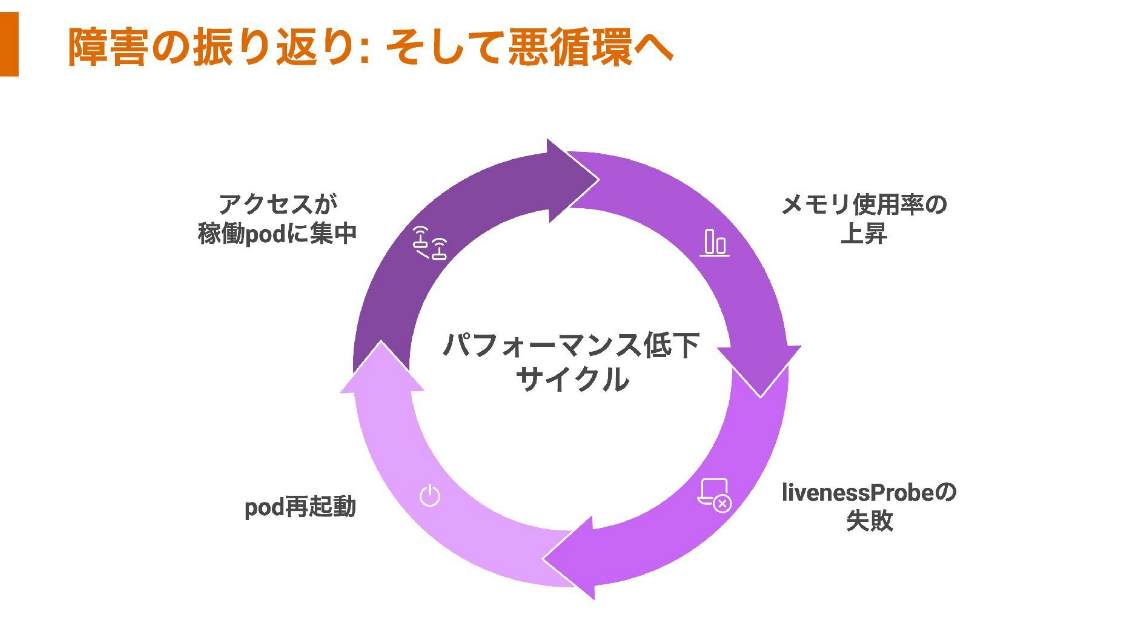 障害の振り返り: そして悪循環へ
アクセスが
稼働podに集中
メモリ使用率の
上昇
パフォーマンス低下
サイクル
livenessProbeの
失敗
pod再起動